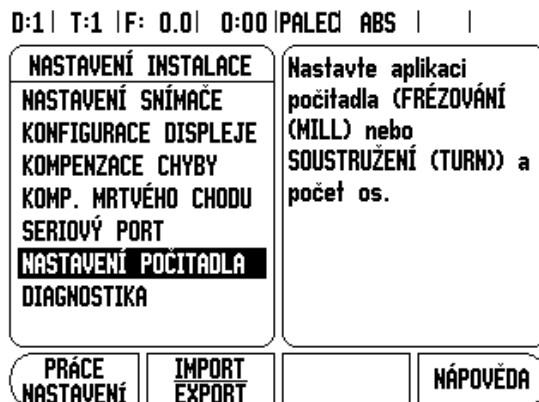 D:1 | T:1 | F: 0.0 | 0:00 | PALEC | ABS | |
NASTAVENÍ INSTALACE
NASTAVENÍ SNÍMAČE
KONFIGURACE DISPLEJE
KOMPENZACE CHYBY
KOMP. MRTVÉHO CHODU
SERIOVÝ PORT
NASTAVENÍ POČITADLA
DIAGNOSTIKA
Nastavte aplikaci
počitadla (FRÉZOVÁNÍ
(MILL) nebo
SOUSTRUŽENÍ (TURN)) a
počet os.
PRÁCE
NASTAVENÍ
IMPORT
EXPORT
NÁPOVĚDA